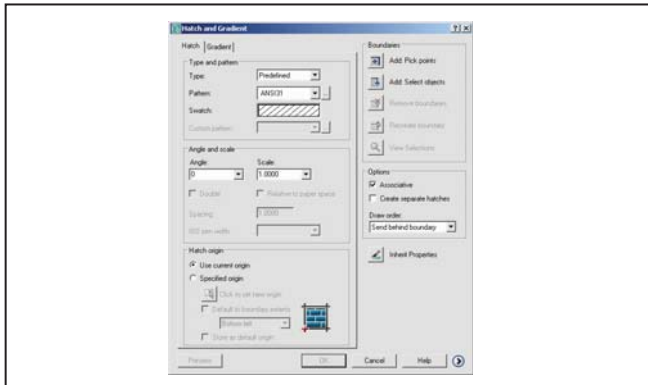 Hatch and Gradient
Hatch
Gradient
Type and pattern
Type:
Predefined
Pattern:
ANSI31
...
Swatch:
Custom pattern:
Angle and scale
Angle:
Scale:
0
1.0000
Double
Relative to paper space
Spacing:
1.0000
ISO pen width:
Hatch origin
Use current origin
Specified origin
Click to set new origin
Default to boundary extents
Bottom left
Store as default origin
Boundaries
Add: Pick points
Add: Select objects
Remove boundaries
Recreate boundary
View Selections
Options
Associative
Create separate hatches
Draw order:
Send behind boundary
Inherit Properties
Preview
OK
Cancel
Help